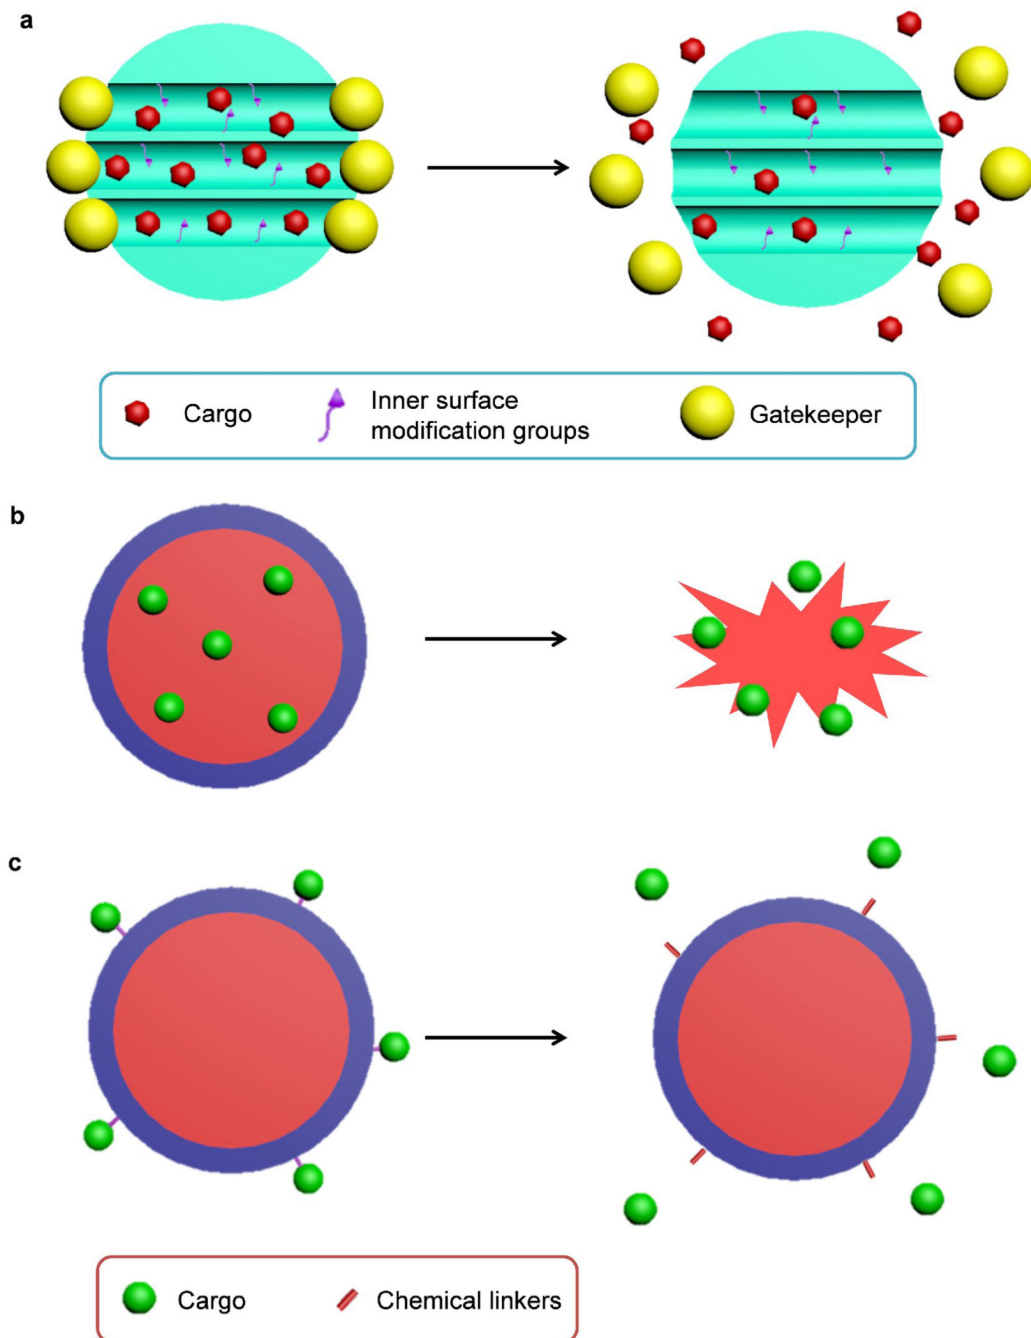 a
Cargo
Inner surface
modification groups
Gatekeeper
b
c
Cargo
Chemical linkers